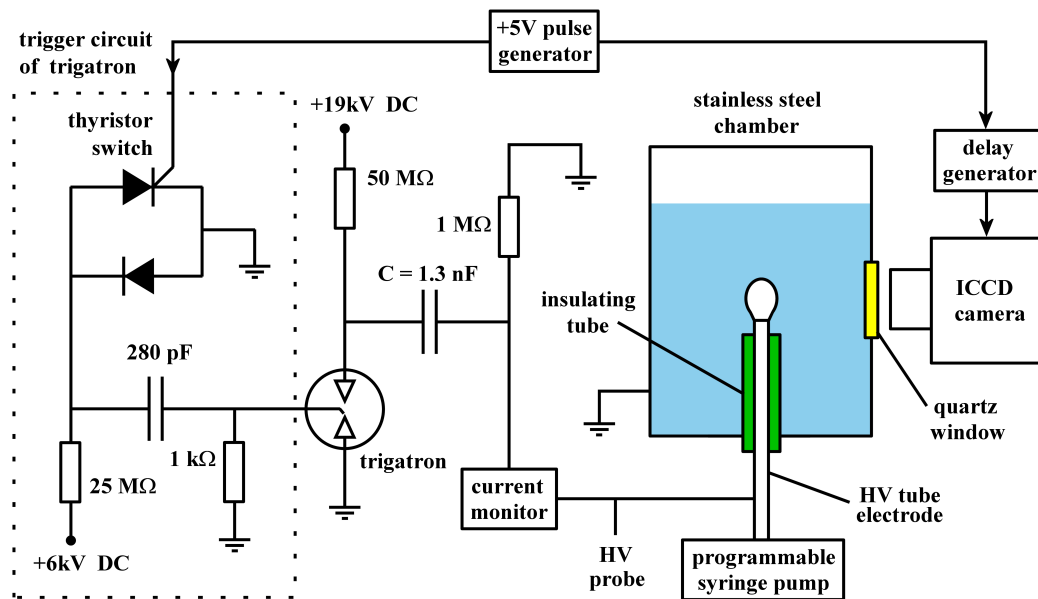 +5V pulse
generator
trigger circuit
of trigatron
thyristor
switch
+19kV DC
50 MΩ
1 MΩ
C = 1.3 nF
280 pF
1 kΩ
25 MΩ
+6kV DC
trigatron
current
monitor
HV
probe
stainless steel
chamber
insulating
tube
delay
generator
ICCD
camera
quartz
window
HV tube
electrode
programmable
syringe pump